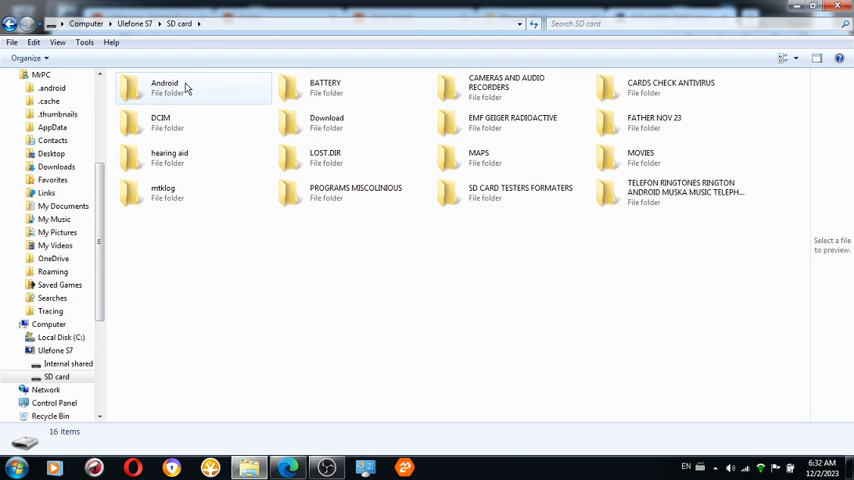 Computer ▸ Ulefone S7 ▸ SD card ▸
Search SD card
File Edit View Tools Help
Organize
MrPC
.android
.cache
.thumbnails
AppData
Contacts
Desktop
Downloads
Favorites
Links
My Documents
My Music
My Pictures
My Videos
OneDrive
Roaming
Saved Games
Searches
Tracing
Computer
Local Disk (C:)
Ulefone S7
Internal shared
SD card
Network
Control Panel
Recycle Bin
Android
File folder
BATTERY
File folder
CAMERAS AND AUDIO
RECORDERS
File folder
CARDS CHECK ANTIVIRUS
File folder
DCIM
File folder
Download
File folder
EMF GEIGER RADIOACTIVE
File folder
FATHER NOV 23
File folder
hearing aid
File folder
LOST.DIR
File folder
MAPS
File folder
MOVIES
File folder
mtklog
File folder
PROGRAMS MISCOLINIOUS
File folder
SD CARD TESTERS FORMATERS
File folder
TELEFON RINGTONES RINGTON
ANDROID MUSKA MUSIC TELEPH...
File folder
Select a file
to preview.
16 items
EN
6:32 AM
12/2/2023